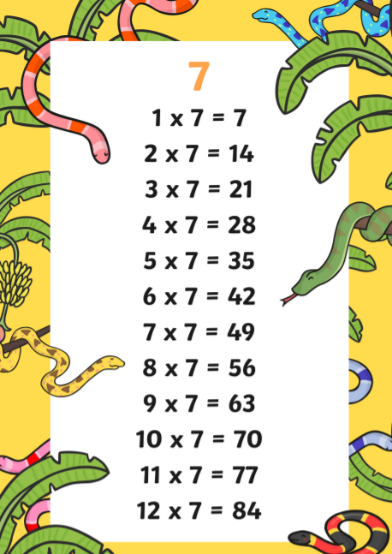 7
1 x 7 = 7
2 x 7 = 14
3 x 7 = 21
4 x 7 = 28
5 x 7 = 35
6 x 7 = 42
7 x 7 = 49
8 x 7 = 56
9 x 7 = 63
10 x 7 = 70
11 x 7 = 77
12 x 7 = 84